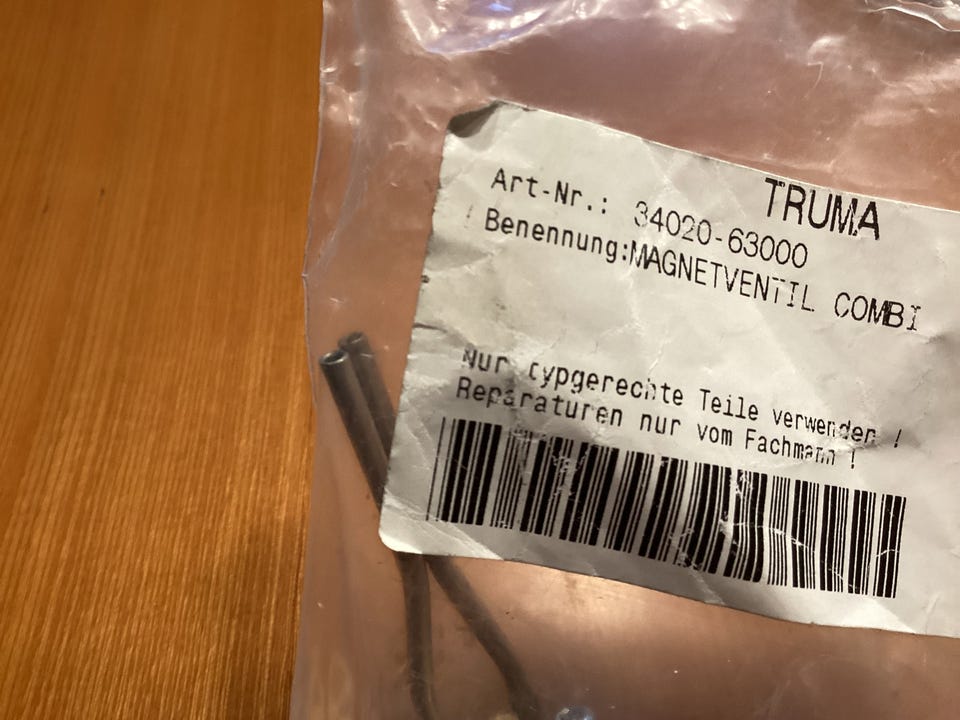 TRUMA
Art-Nr.: 34020-63000
Benennung:MAGNETVENTIL COMBI
Nur typgerechte Teile verwenden !
Reparaturen nur vom Fachmann !